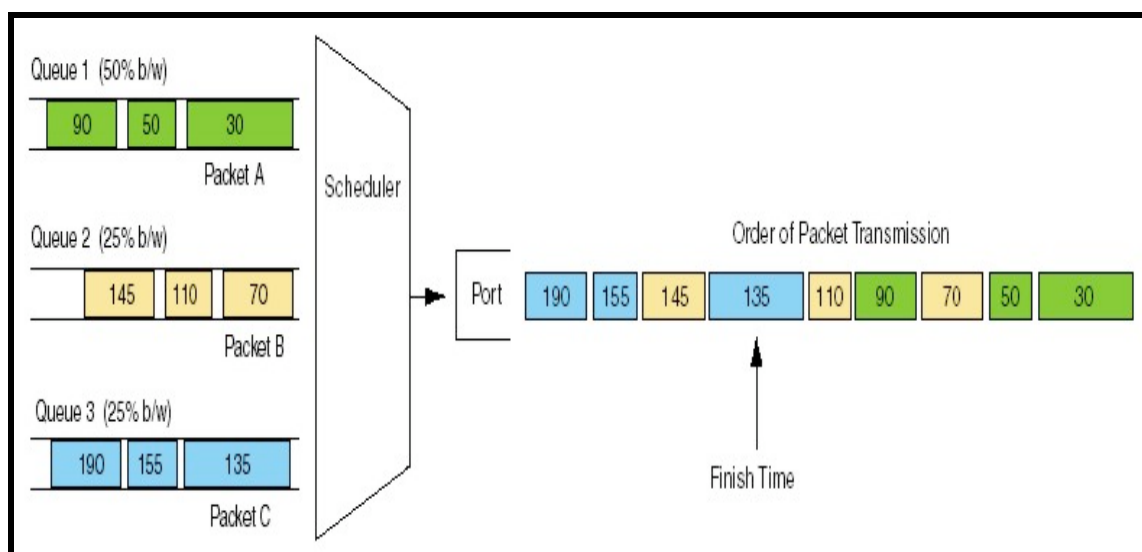 Queue 1 (50% b/w)
90 50 30
Packet A
Queue 2 (25% b/w)
145 110 70
Packet B
Queue 3 (25% b/w)
190 155 135
Packet C
Scheduler
Port
Order of Packet Transmission
190 155 145 135 110 90 70 50 30
Finish Time